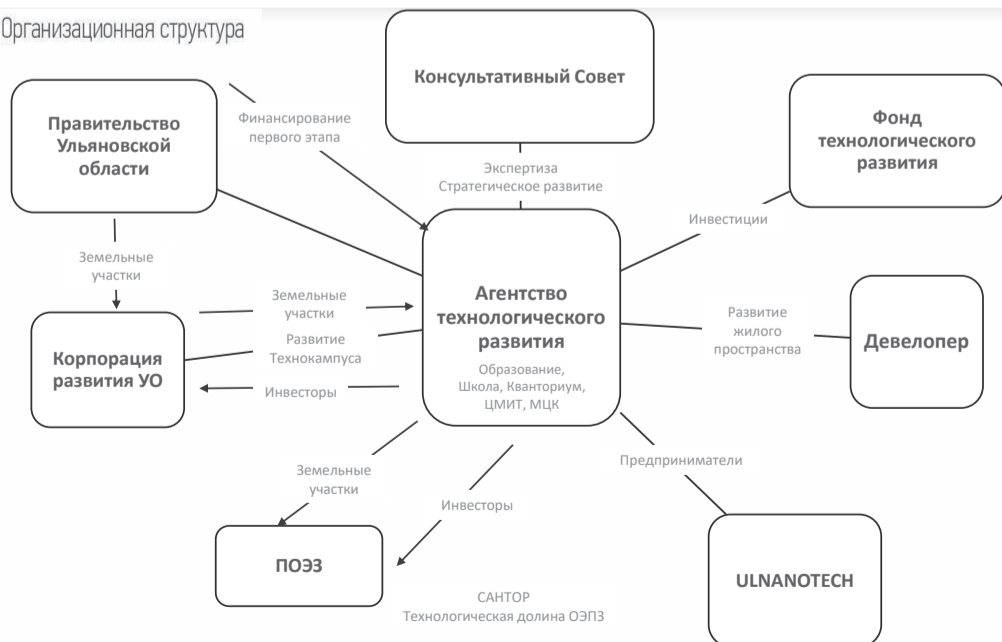 Организационная структура
Консультативный Совет
Правительство
Ульяновской
области
Финансирование
первого этапа
Фонд
технологического
развития
Экспертиза
Стратегическое развитие
Инвестиции
Земельные
участки
Земельные
участки
Развитие
Технокампуса
Инвесторы
Корпорация
развития УО
Агентство
технологического
развития
Образование,
Школа, Кванториум,
ЦМИТ, МЦК
Развитие
жилого
пространства
Девелопер
Земельные
участки
Инвесторы
Предприниматели
ПОЭЗ
ULNANOTECH
САНТОР
Технологическая долина ОЭПЗ